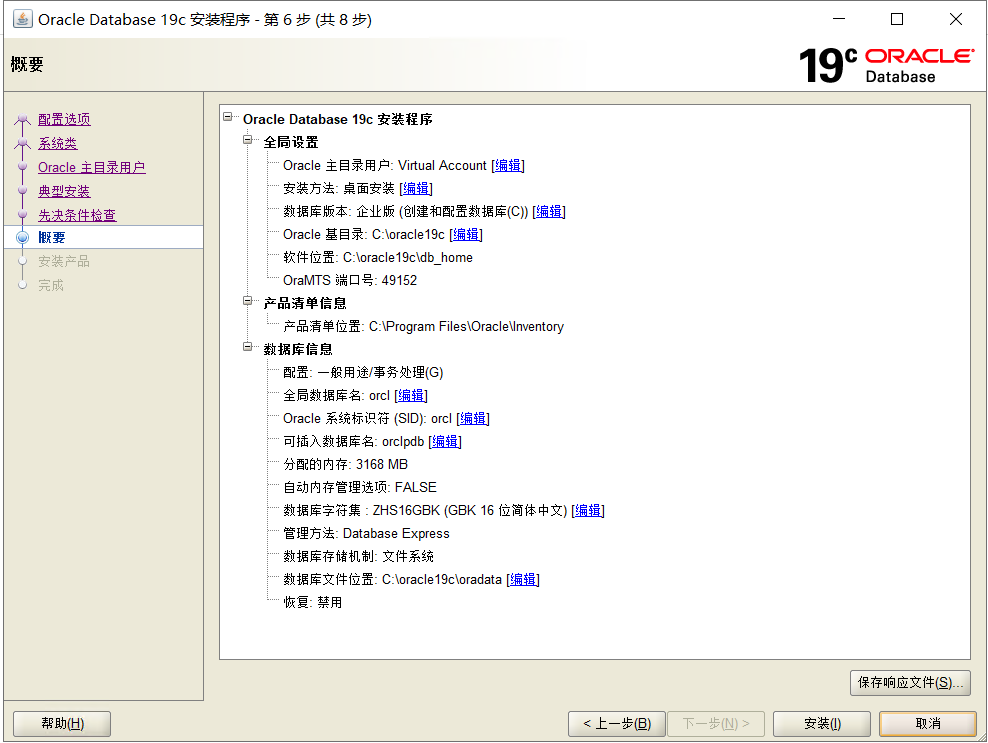 Oracle Database 19c 安装程序 - 第 6 步 (共 8 步)
概要
19c ORACLE
Database
配置选项
系统类
Oracle 主目录用户
典型安装
先决条件检查
概要
安装产品
完成
Oracle Database 19c 安装程序
全局设置
Oracle 主目录用户: Virtual Account [编辑]
安装方法: 桌面安装 [编辑]
数据库版本: 企业版 (创建和配置数据库(C)) [编辑]
Oracle 基目录: C:\oracle19c [编辑]
软件位置: C:\oracle19c\db_home
OraMTS 端口号: 49152
产品清单信息
产品清单位置: C:\Program Files\Oracle\Inventory
数据库信息
配置: 一般用途/事务处理(G)
全局数据库名: orcl [编辑]
Oracle 系统标识符 (SID): orcl [编辑]
可插入数据库名: orclpdb [编辑]
分配的内存: 3168 MB
自动内存管理选项: FALSE
数据库字符集 : ZHS16GBK (GBK 16 位简体中文) [编辑]
管理方法: Database Express
数据库存储机制: 文件系统
数据库文件位置: C:\oracle19c\oradata [编辑]
恢复: 禁用
保存响应文件(S)...
帮助(H)
< 上一步(B)
下一步(N) >
安装(I)
取消